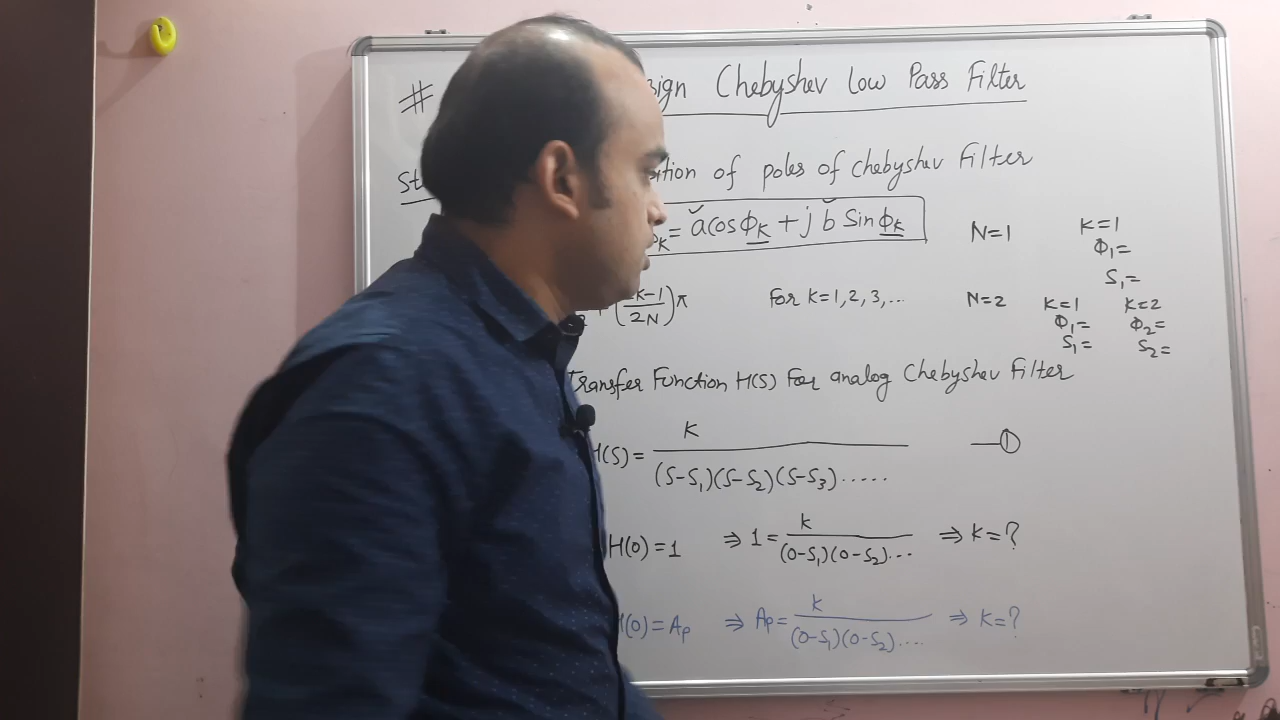 # sign Chebyshev Low Pass Filter
St ition of poles of Chebyshev Filter
K = a cos ΦK + j b Sin Φk
N=1 K=1
Φ1=
S1=
(K-1/2N)π For K=1,2,3,...
N=2 K=1 K=2
Φ1= Φ2=
S1= S2=
Transfer Function H(S) For analog Chebyshev Filter
H(S) = K/(S-S1)(S-S2)(S-S3)..... —①
H(0)=1 ⇒ 1 = K/(0-S1)(0-S2)... ⇒ K=?
H(0)=Ap ⇒ Ap = K/(0-S1)(0-S2).... ⇒ K=?